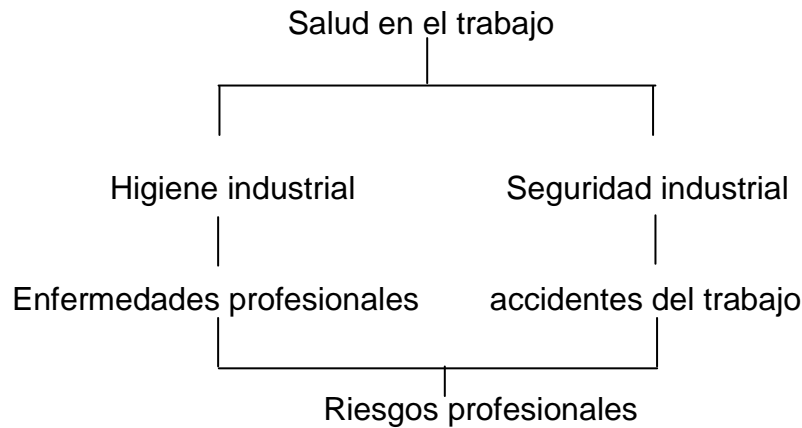 Salud en el trabajo
Higiene industrial Seguridad industrial
Enfermedades profesionales accidentes del trabajo
Riesgos profesionales